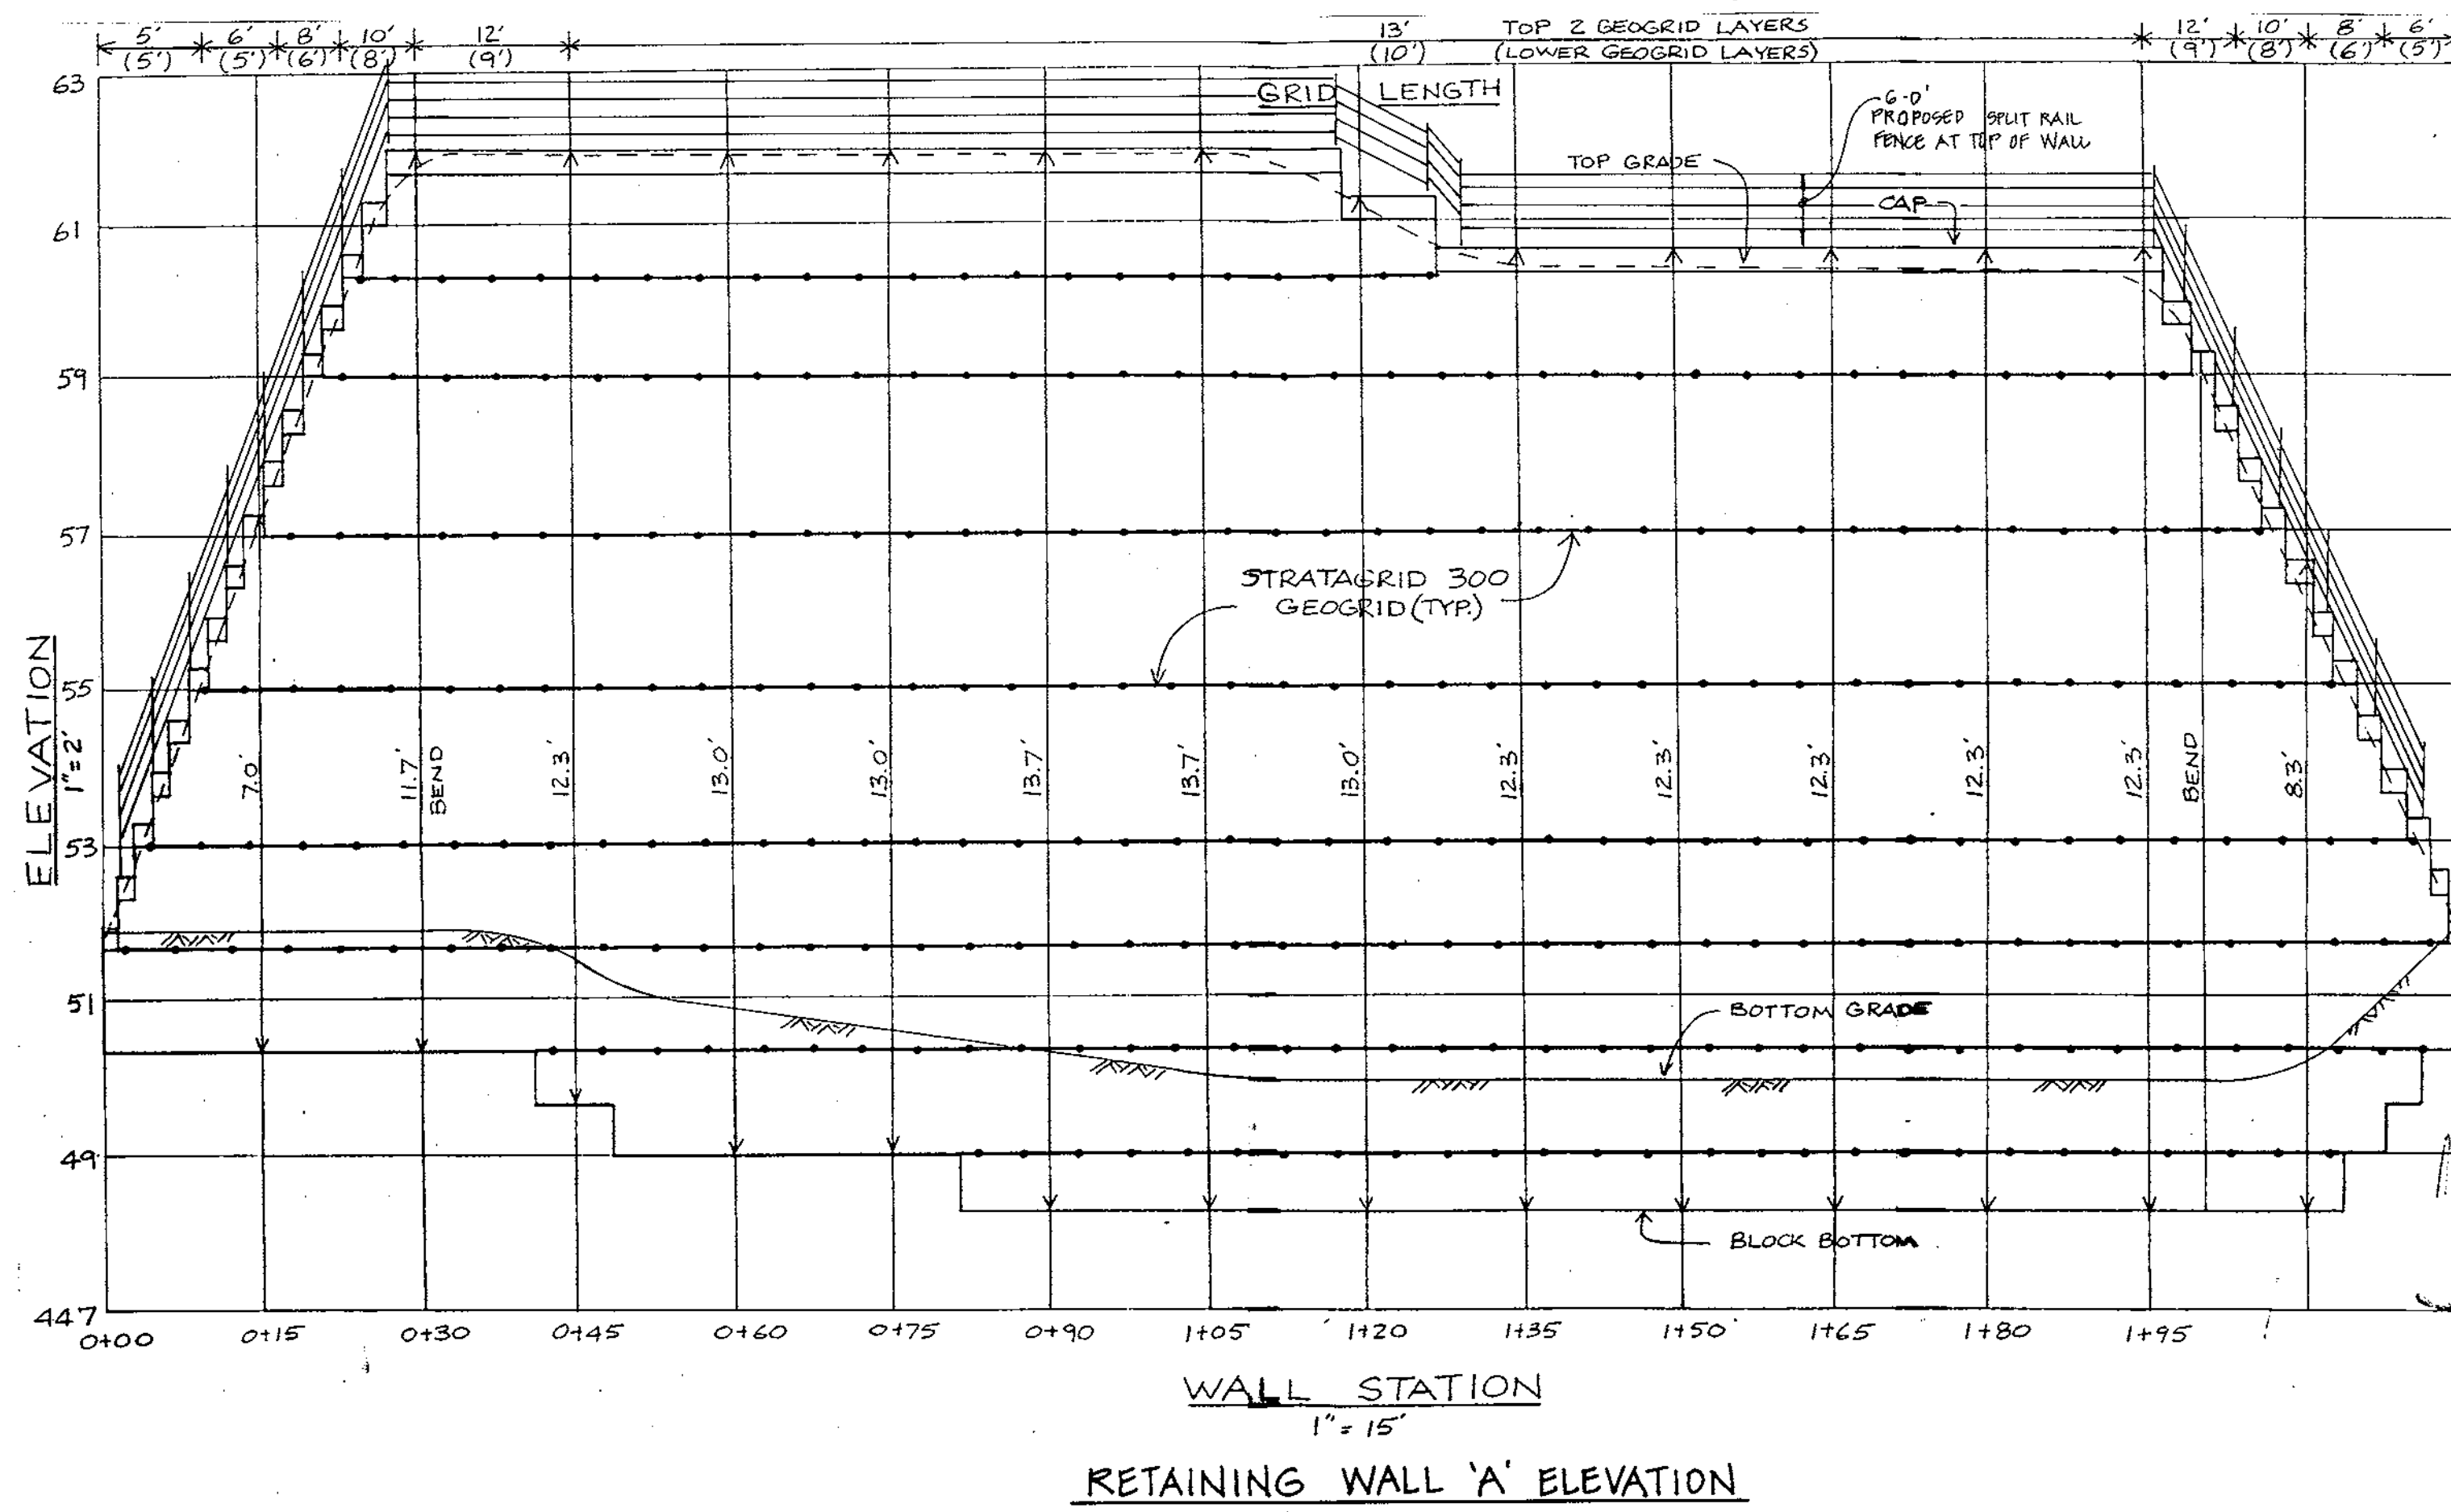 5' 6' 8' 10' 12' 13' TOP 2 GEOGRID LAYERS 12' 10' 8' 6'
(5') (5') (6') (8') (9') (10') (LOWER GEOGRID LAYERS) (9') (8') (6') (5')
63
GRID LENGTH
6-0'
PROPOSED SPLIT RAIL
FENCE AT TOP OF WALL
TOP GRADE
CAP
61
59
57
STRATAGRID 300
GEOGRID (TYP.)
55
ELEVATION
1"=2'
7.0' 11.7' BEND 12.3' 13.0' 13.0' 13.7' 13.7' 13.0' 12.3' 12.3' 12.3' 12.3' 12.3' BEND 8.3'
53
51
BOTTOM GRADE
49
BLOCK BOTTOM
447
0+00 0+15 0+30 0+45 0+60 0+75 0+90 1+05 1+20 1+35 1+50 1+65 1+80 1+95
WALL STATION
1"=15'
RETAINING WALL 'A' ELEVATION